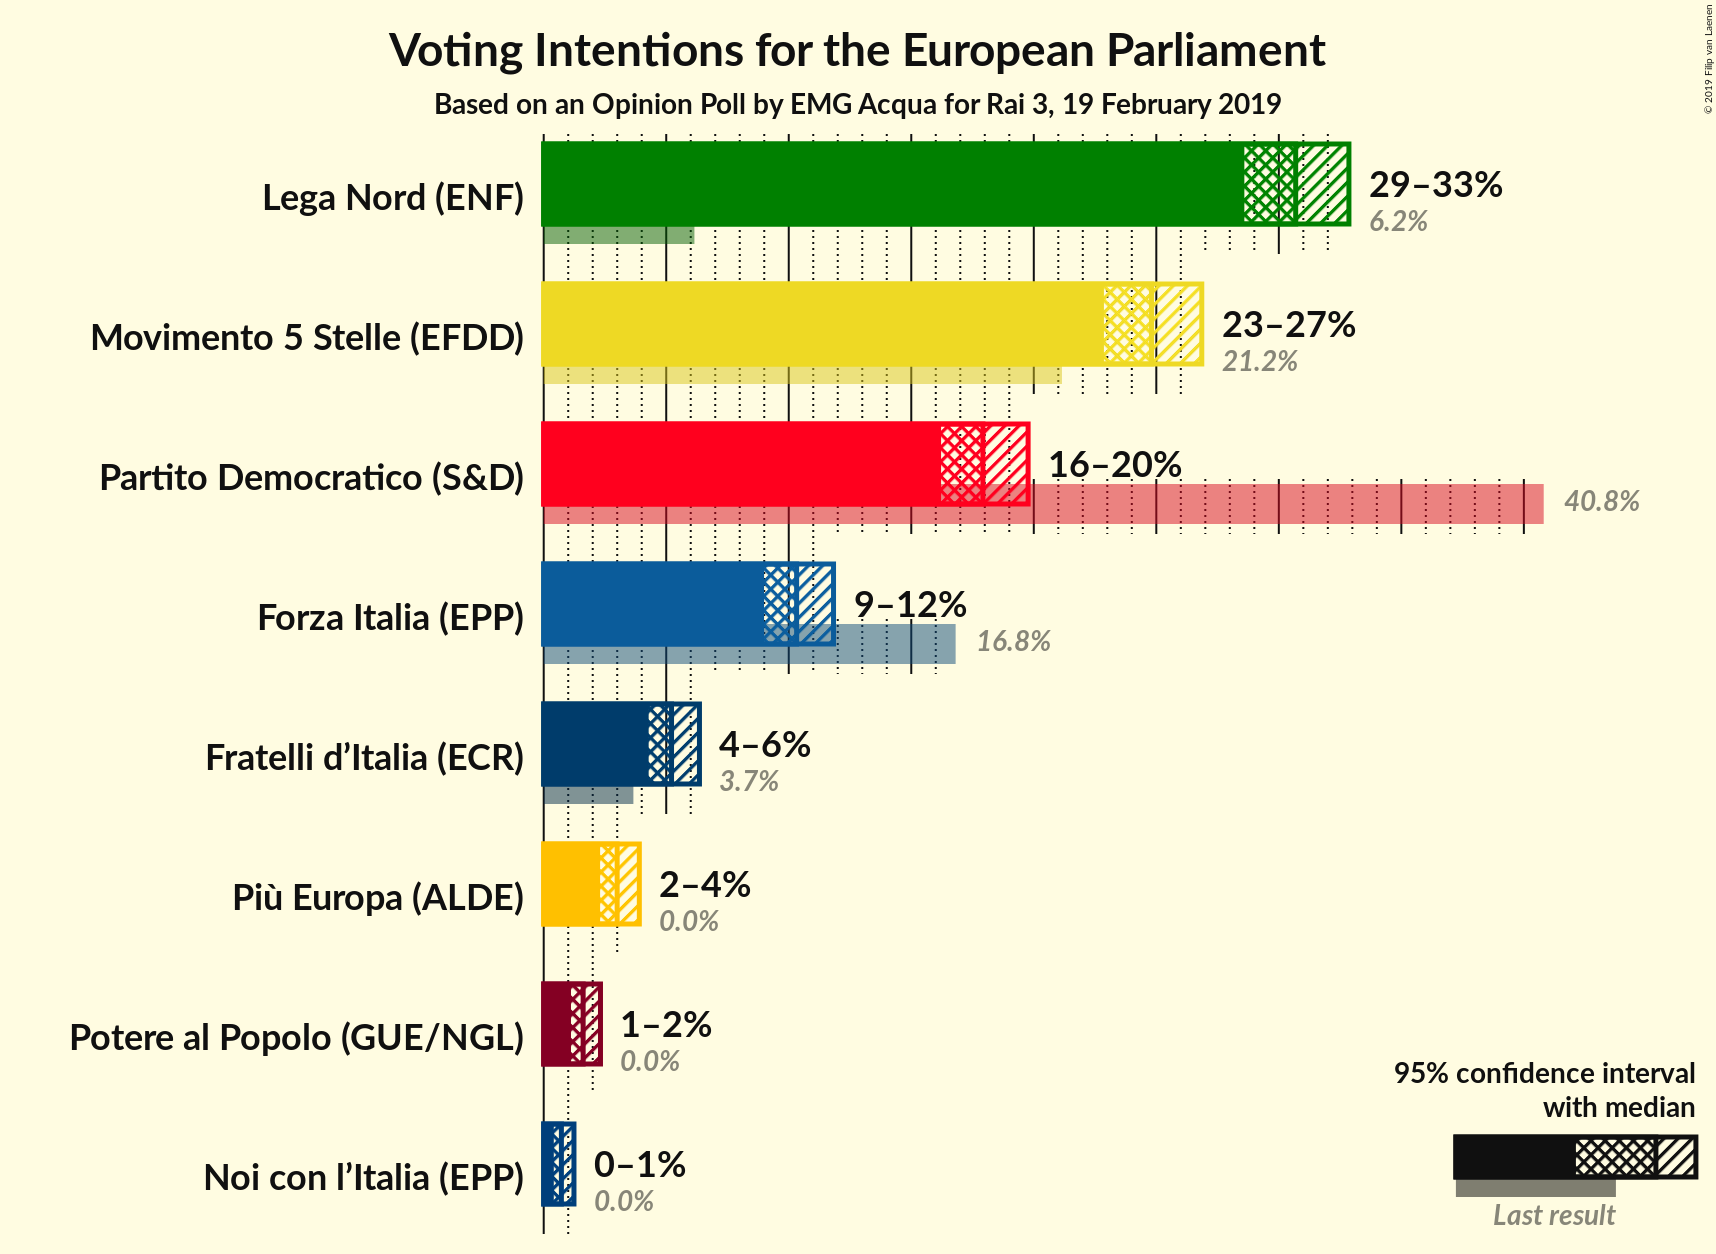 Voting Intentions for the European Parliament
Based on an Opinion Poll by EMG Acqua for Rai 3, 19 February 2019
© 2019 Filip van Laenen
Lega Nord (ENF)
29–33%
6.2%
Movimento 5 Stelle (EFDD)
23–27%
21.2%
Partito Democratico (S&D)
16–20%
40.8%
Forza Italia (EPP)
9–12%
16.8%
Fratelli d’Italia (ECR)
4–6%
3.7%
Più Europa (ALDE)
2–4%
0.0%
Potere al Popolo (GUE/NGL)
1–2%
0.0%
Noi con l’Italia (EPP)
0–1%
0.0%
95% confidence interval
with median
Last result